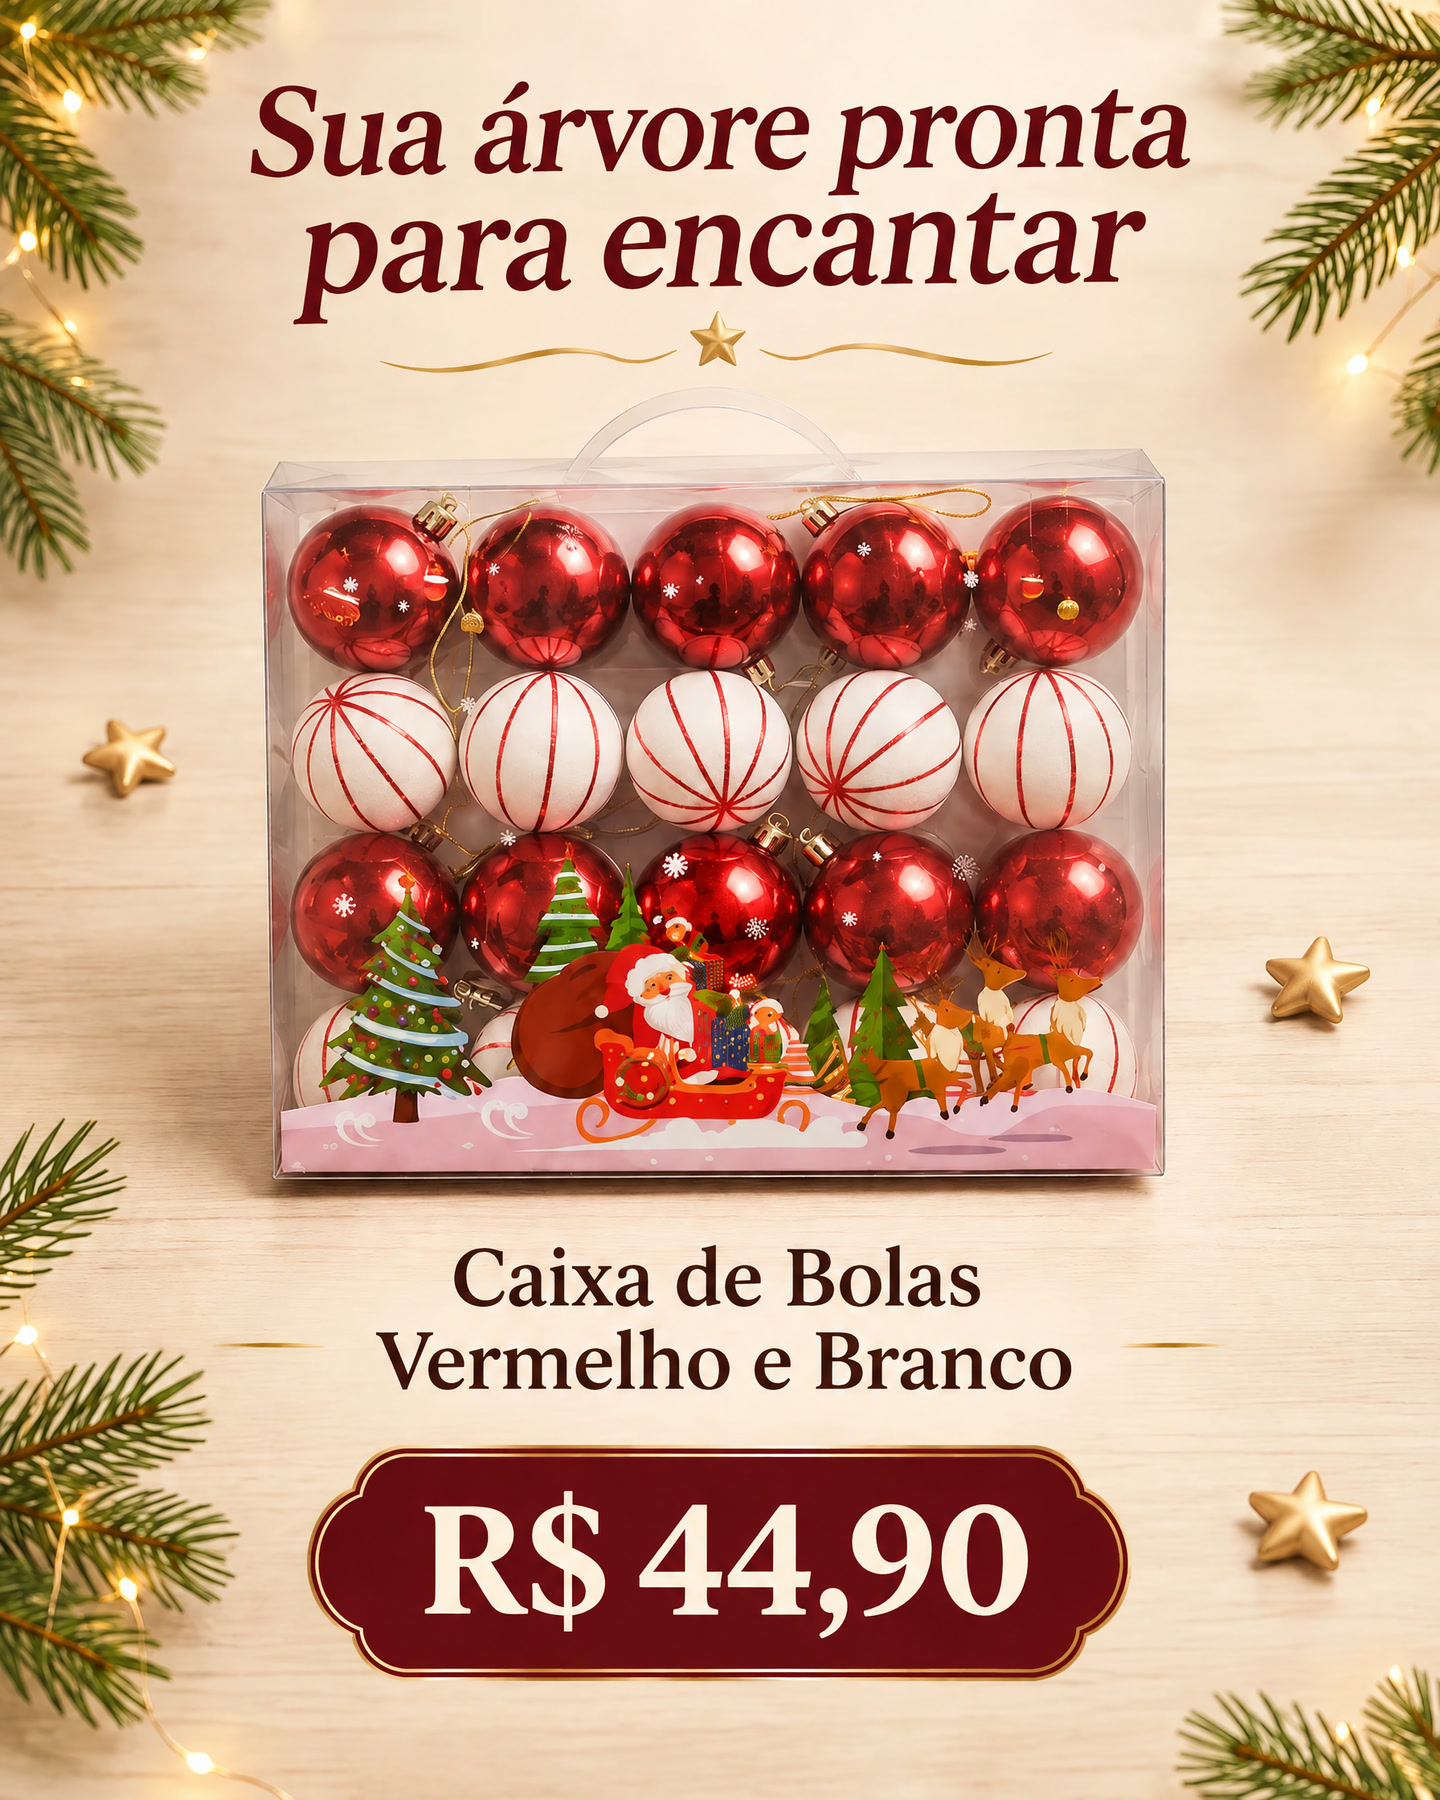 Sua árvore pronta
para encantar
Caixa de Bolas
Vermelho e Branco
R$ 44,90